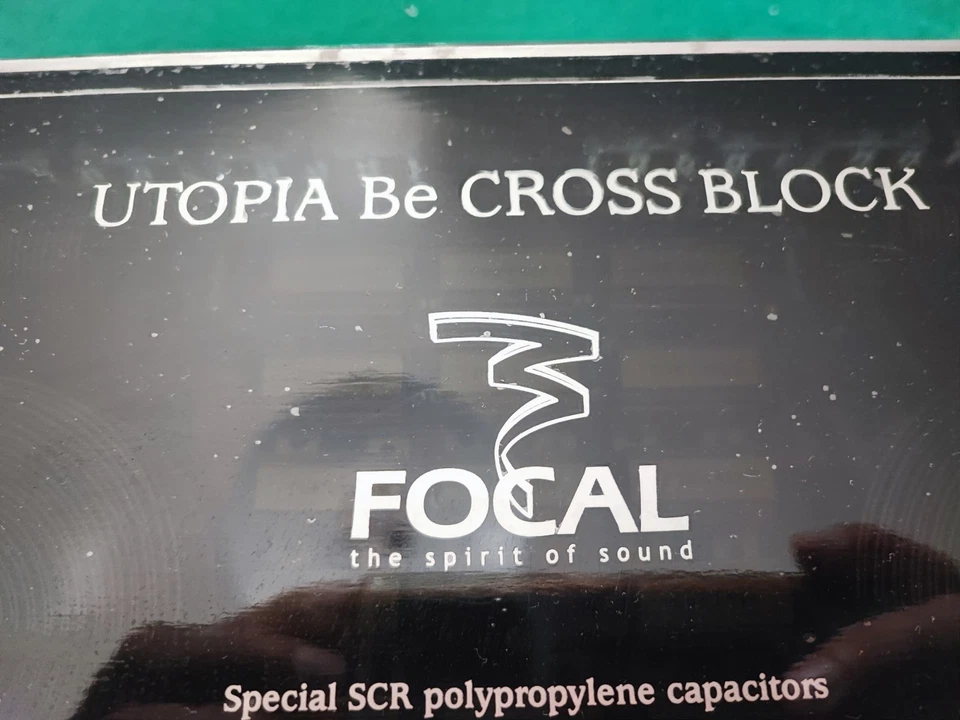 UTOPIA Be CROSS BLOCK
FOCAL
the spirit of sound
Special SCR polypropylene capacitors